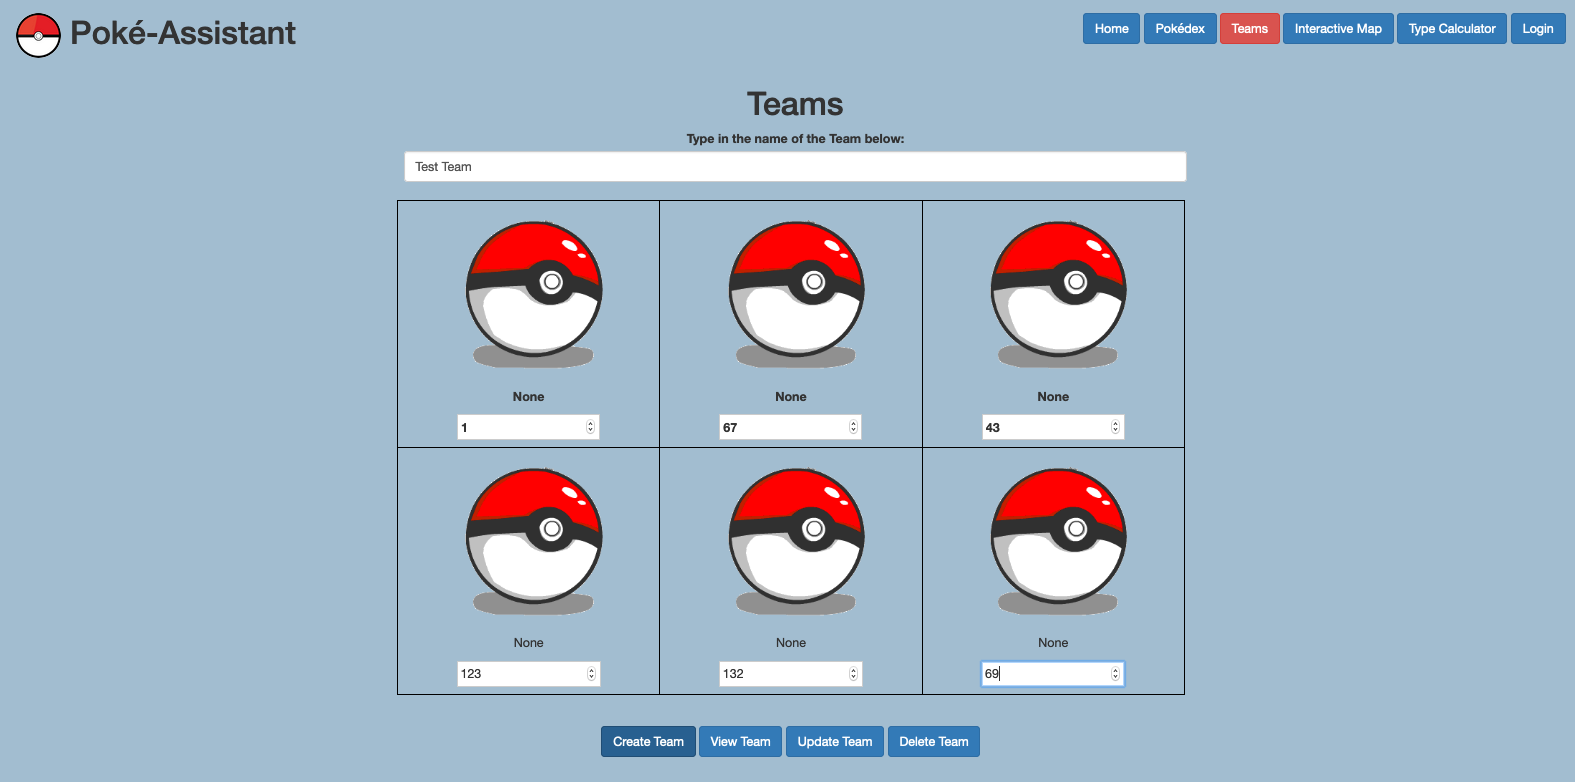 Poké-Assistant
Home Pokédex Teams Interactive Map Type Calculator Login
Teams
Type in the name of the Team below:
Test Team
None None None
1 67 43
None None None
123 132 69
Create Team View Team Update Team Delete Team